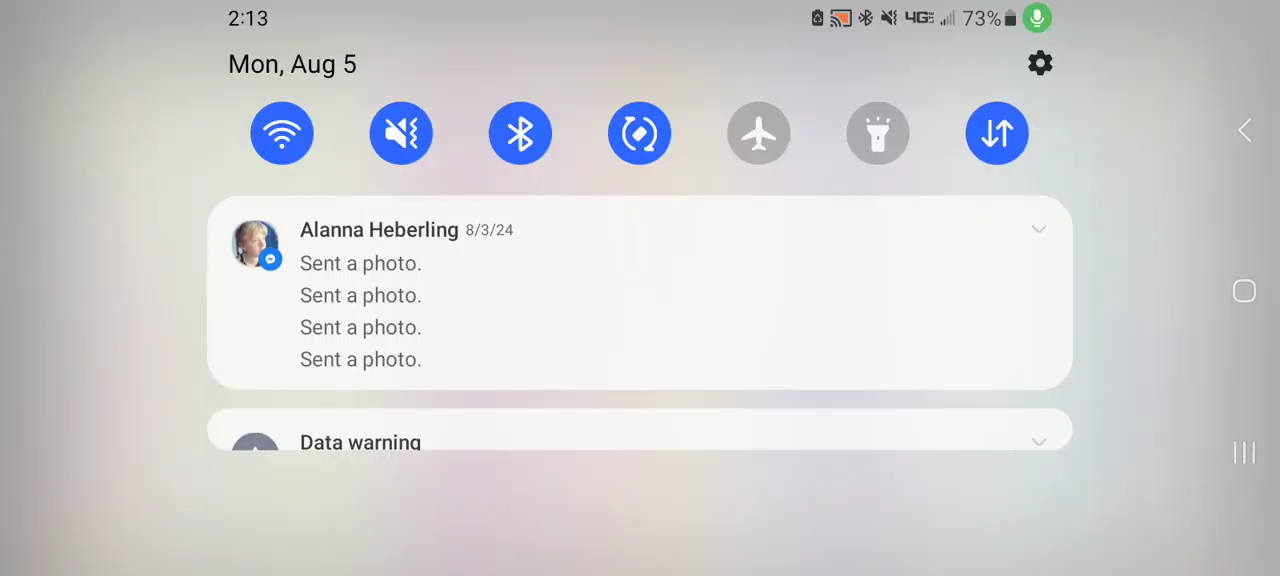 2:13
4G 73%
Mon, Aug 5
Alanna Heberling 8/3/24
Sent a photo.
Sent a photo.
Sent a photo.
Sent a photo.
Data warning